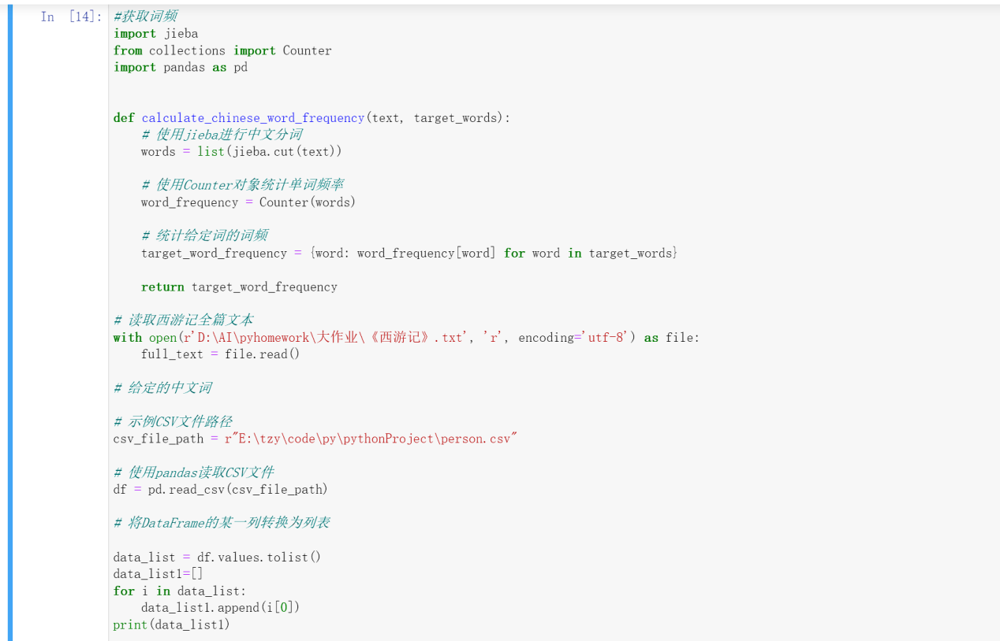 In [14]: #获取词频
import jieba
from collections import Counter
import pandas as pd
def calculate_chinese_word_frequency(text, target_words):
# 使用jieba进行中文分词
words = list(jieba.cut(text))
# 使用Counter对象统计单词频率
word_frequency = Counter(words)
# 统计给定词的词频
target_word_frequency = {word: word_frequency[word] for word in target_words}
return target_word_frequency
# 读取西游记全篇文本
with open(r'D:\AI\pyhomework\大作业\《西游记》.txt', 'r', encoding='utf-8') as file:
full_text = file.read()
# 给定的中文词
# 示例CSV文件路径
csv_file_path = r"E:\tzy\code\py\pythonProject\person.csv"
# 使用pandas读取CSV文件
df = pd.read_csv(csv_file_path)
# 将DataFrame的某一列转换为列表
data_list = df.values.tolist()
data_list1=[]
for i in data_list:
data_list1.append(i[0])
print(data_list1)